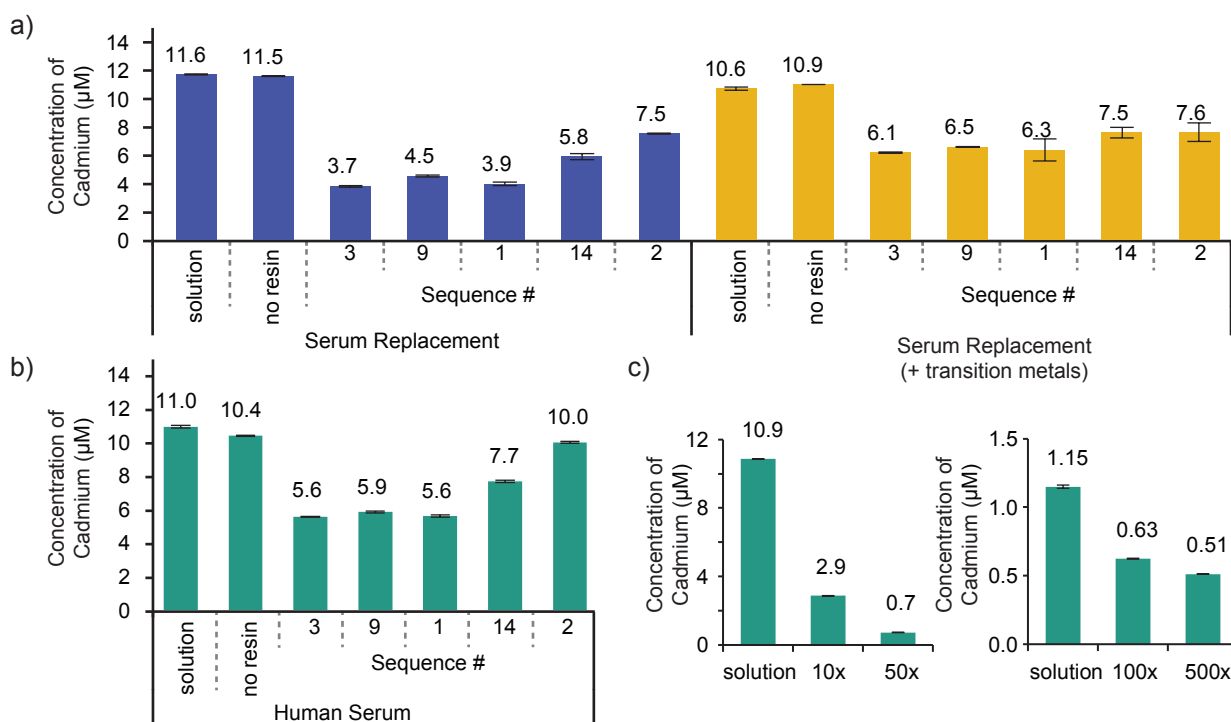 a)
Concentration of
Cadmium (µM)
14
12
10
8
6
4
2
0
11.6 11.5 3.7 4.5 3.9 5.8 7.5 10.6 10.9 6.1 6.5 6.3 7.5 7.6
solution no resin 3 9 1 14 2 solution no resin 3 9 1 14 2
Sequence # Sequence #
Serum Replacement
Serum Replacement
(+ transition metals)
b)
Concentration of
Cadmium (µM)
14
12
10
8
6
4
2
0
11.0 10.4 5.6 5.9 5.6 7.7 10.0
solution no resin 3 9 1 14 2
Sequence #
Human Serum
c)
Concentration of
Cadmium (µM)
12
9
6
3
0
10.9 2.9 0.7
solution 10x 50x
Concentration of
Cadmium (µM)
1.5
1.0
0.5
0.0
1.15 0.63 0.51
solution 100x 500x